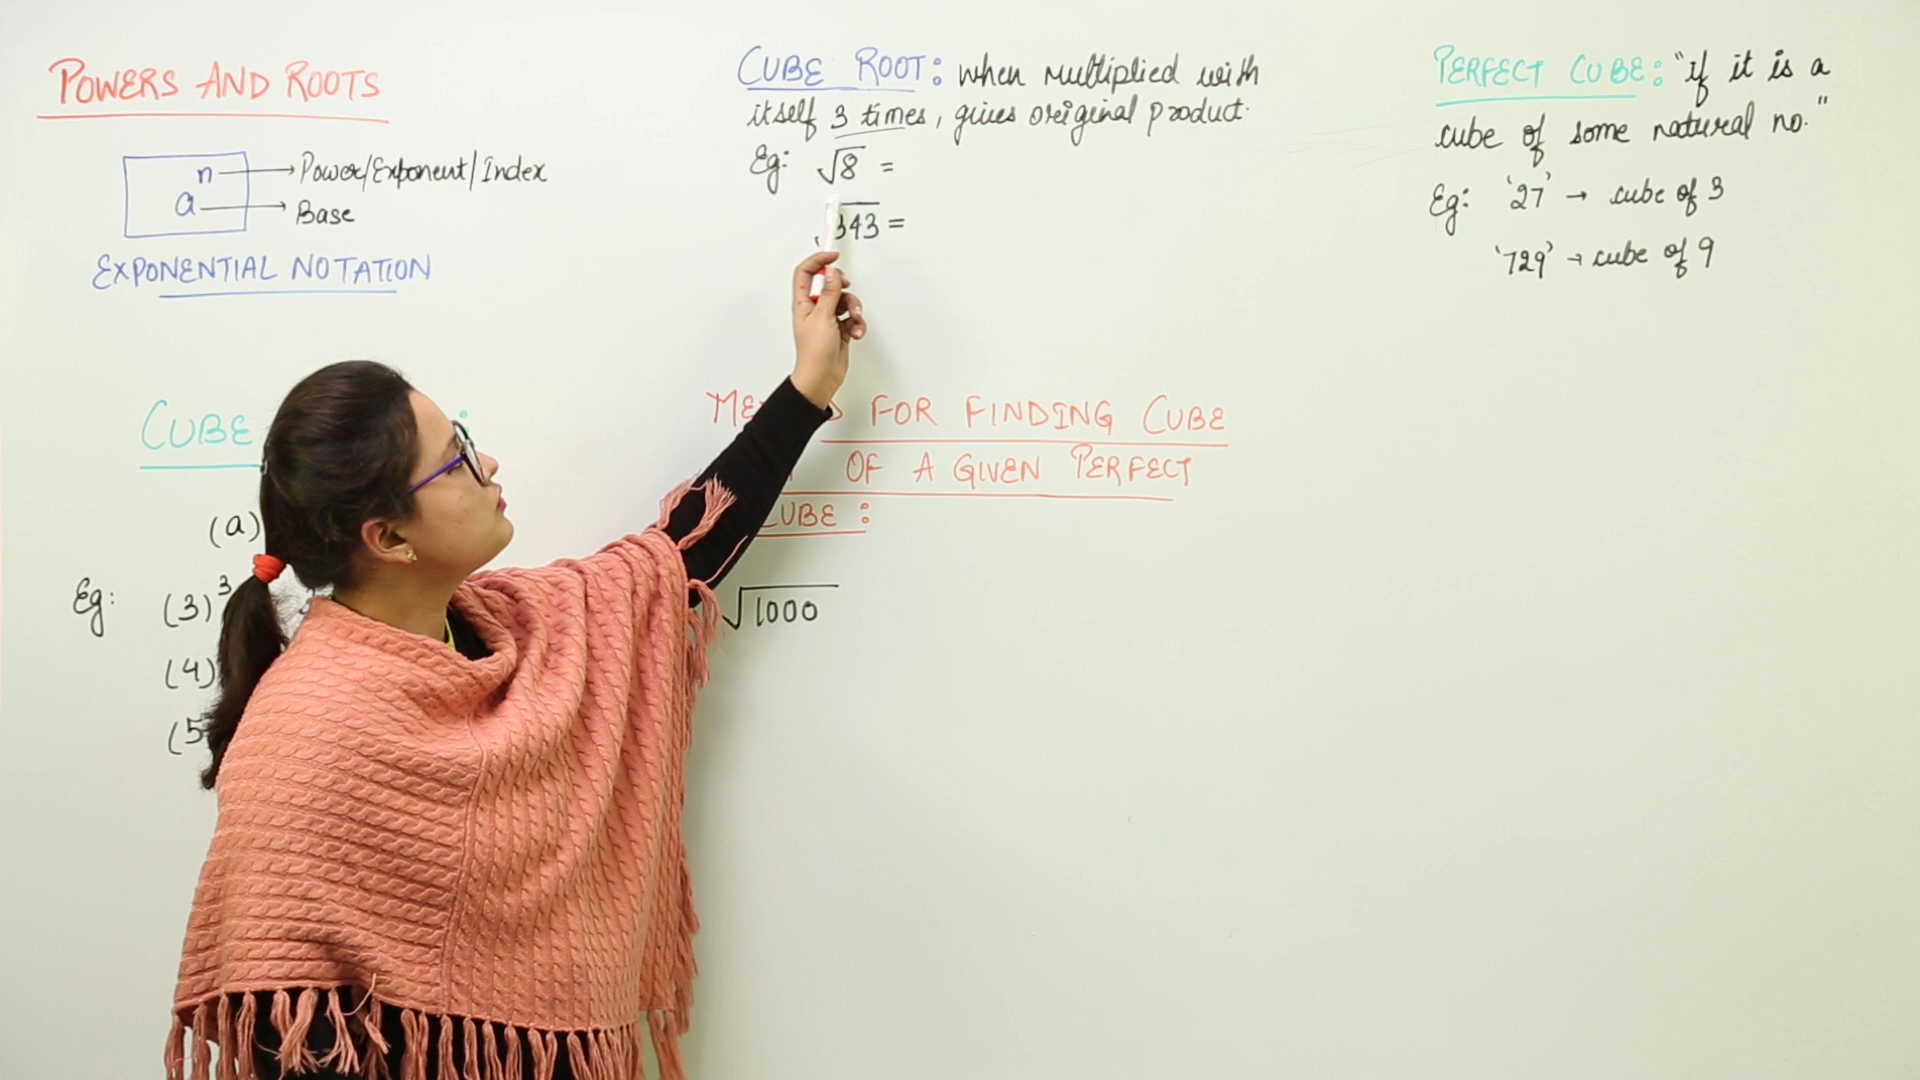 POWERS AND ROOTS
n → Power/Exponent/Index
a → Base
EXPONENTIAL NOTATION
CUBE :
(a)
Eg: (3)³
(4)
(5
CUBE ROOT: when multiplied with
itself 3 times, gives original product.
Eg: √8 =
√343 =
FOR FINDING CUBE
OF A GIVEN PERFECT
CUBE :
√1000
PERFECT CUBE: "if it is a
cube of some natural no."
Eg: '27' → cube of 3
'729' → cube of 9